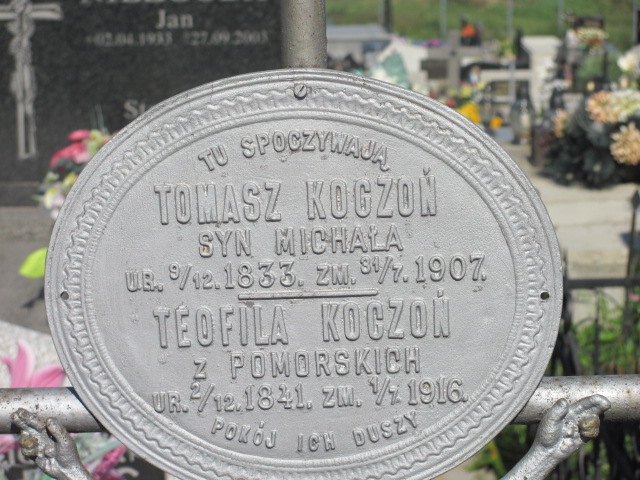 Jan
*02.04.1933 †27.09.2003
TU SPOCZYWAJĄ
TOMASZ KOCZOŃ
SYN MICHAŁA
UR. 9/12. 1833. ZM. 31/7. 1907.
TEOFILA KOCZOŃ
Z POMORSKICH
UR. 2/12. 1841. ZM. 1/7. 1916.
POKÓJ ICH DUSZY